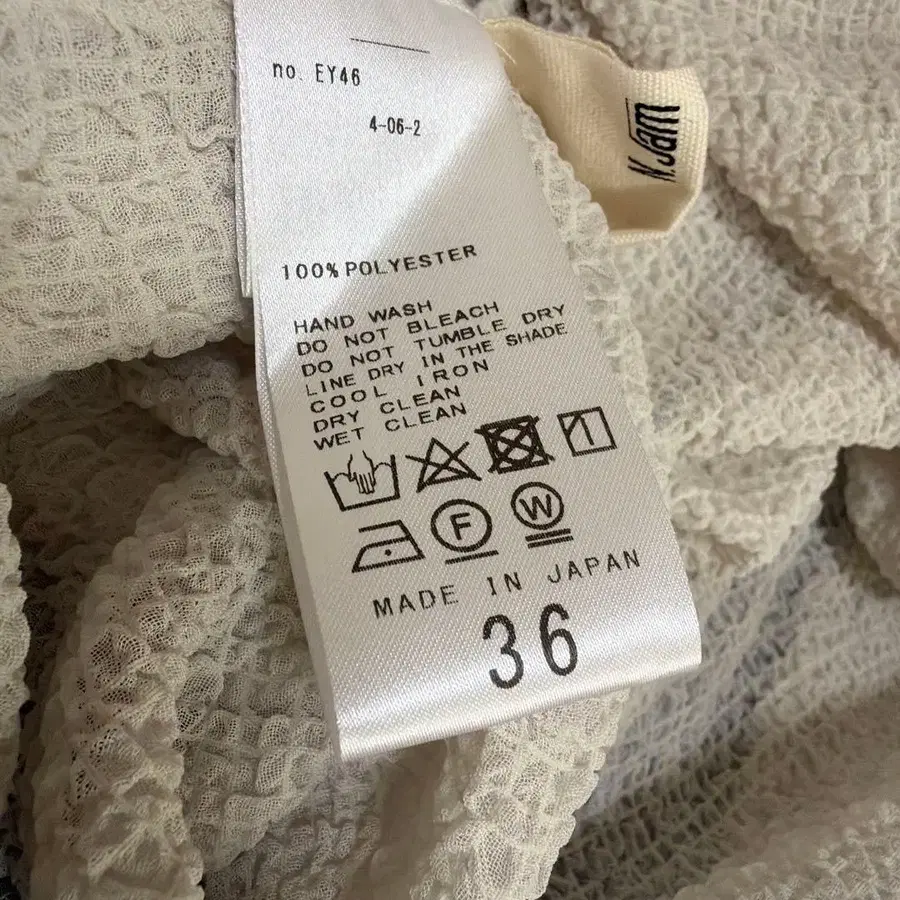 no. EY46
4-06-2
100% POLYESTER
HAND WASH
DO NOT BLEACH
DO NOT TUMBLE DRY
LINE DRY IN THE SHADE
COOL IRON
DRY CLEAN
WET CLEAN
F
W
MADE IN JAPAN
36
N.Jam